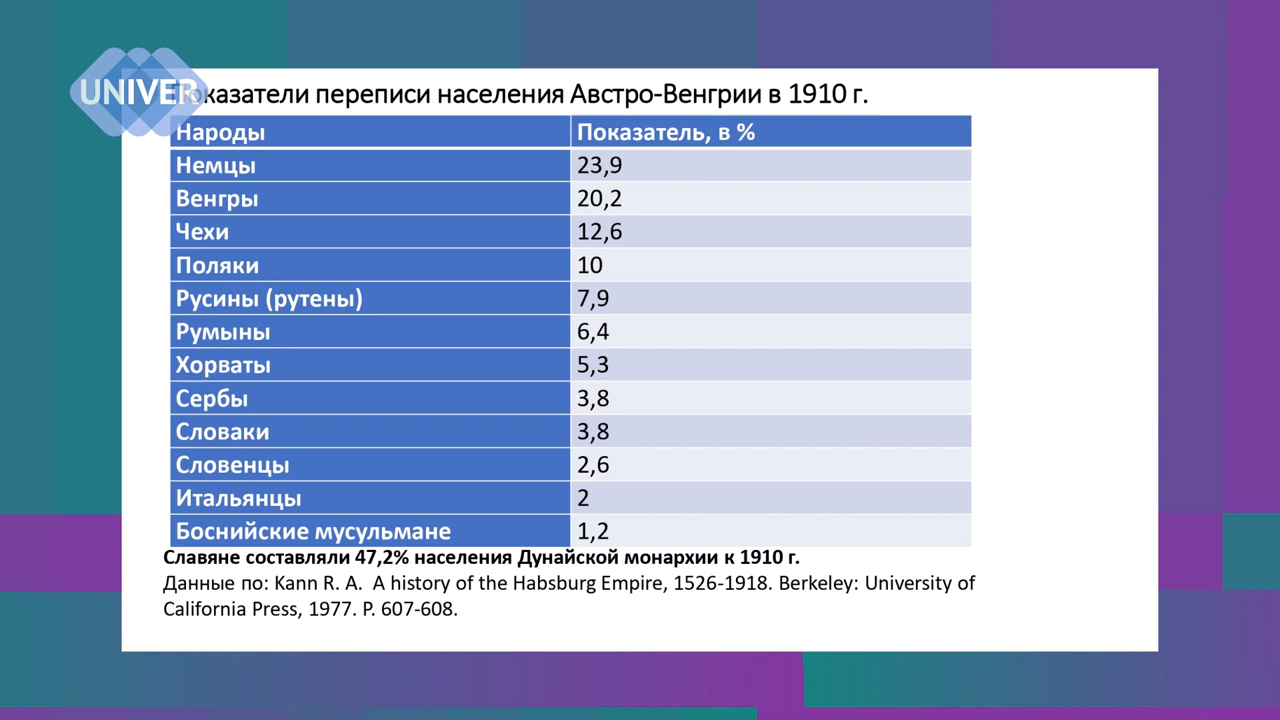 UNIVER
Показатели переписи населения Австро-Венгрии в 1910 г.
Народы Показатель, в %
Немцы 23,9
Венгры 20,2
Чехи 12,6
Поляки 10
Русины (рутены) 7,9
Румыны 6,4
Хорваты 5,3
Сербы 3,8
Словаки 3,8
Словенцы 2,6
Итальянцы 2
Боснийские мусульмане 1,2
Славяне составляли 47,2% населения Дунайской монархии к 1910 г.
Данные по: Kann R. A. A history of the Habsburg Empire, 1526-1918. Berkeley: University of
California Press, 1977. P. 607-608.